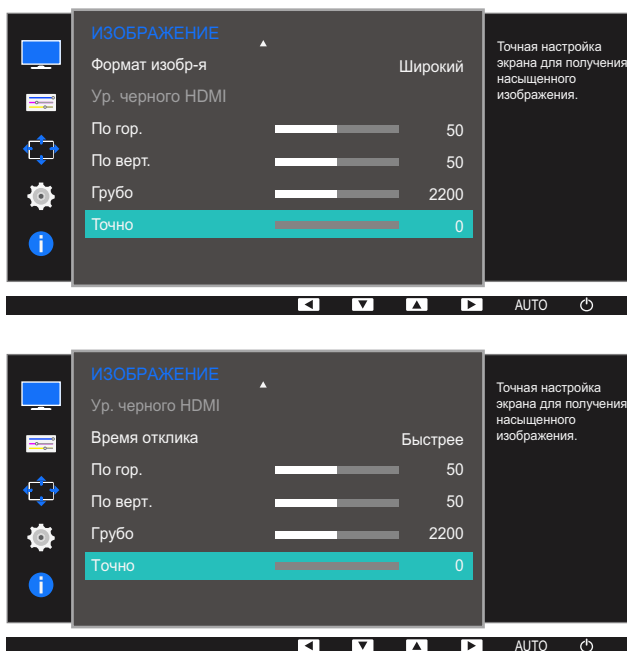 ИЗОБРАЖЕНИЕ
Формат изобр-я Широкий
Ур. черного HDMI
По гор. 50
По верт. 50
Грубо 2200
Точно 0
Точная настройка
экрана для получения
насыщенного
изображения.
AUTO
ИЗОБРАЖЕНИЕ
Ур. черного HDMI
Время отклика Быстрее
По гор. 50
По верт. 50
Грубо 2200
Точно 0
Точная настройка
экрана для получения
насыщенного
изображения.
AUTO